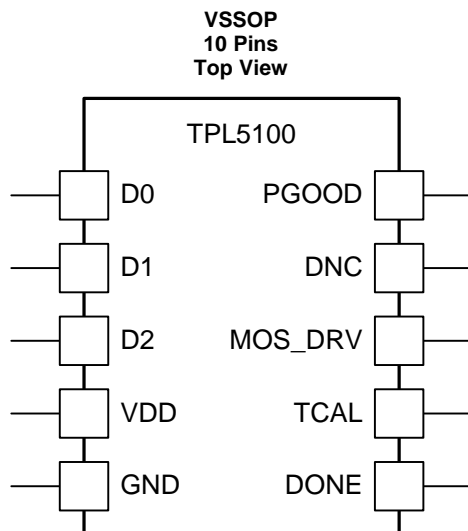 VSSOP
10 Pins
Top View
TPL5100
D0 PGOOD
D1 DNC
D2 MOS_DRV
VDD TCAL
GND DONE